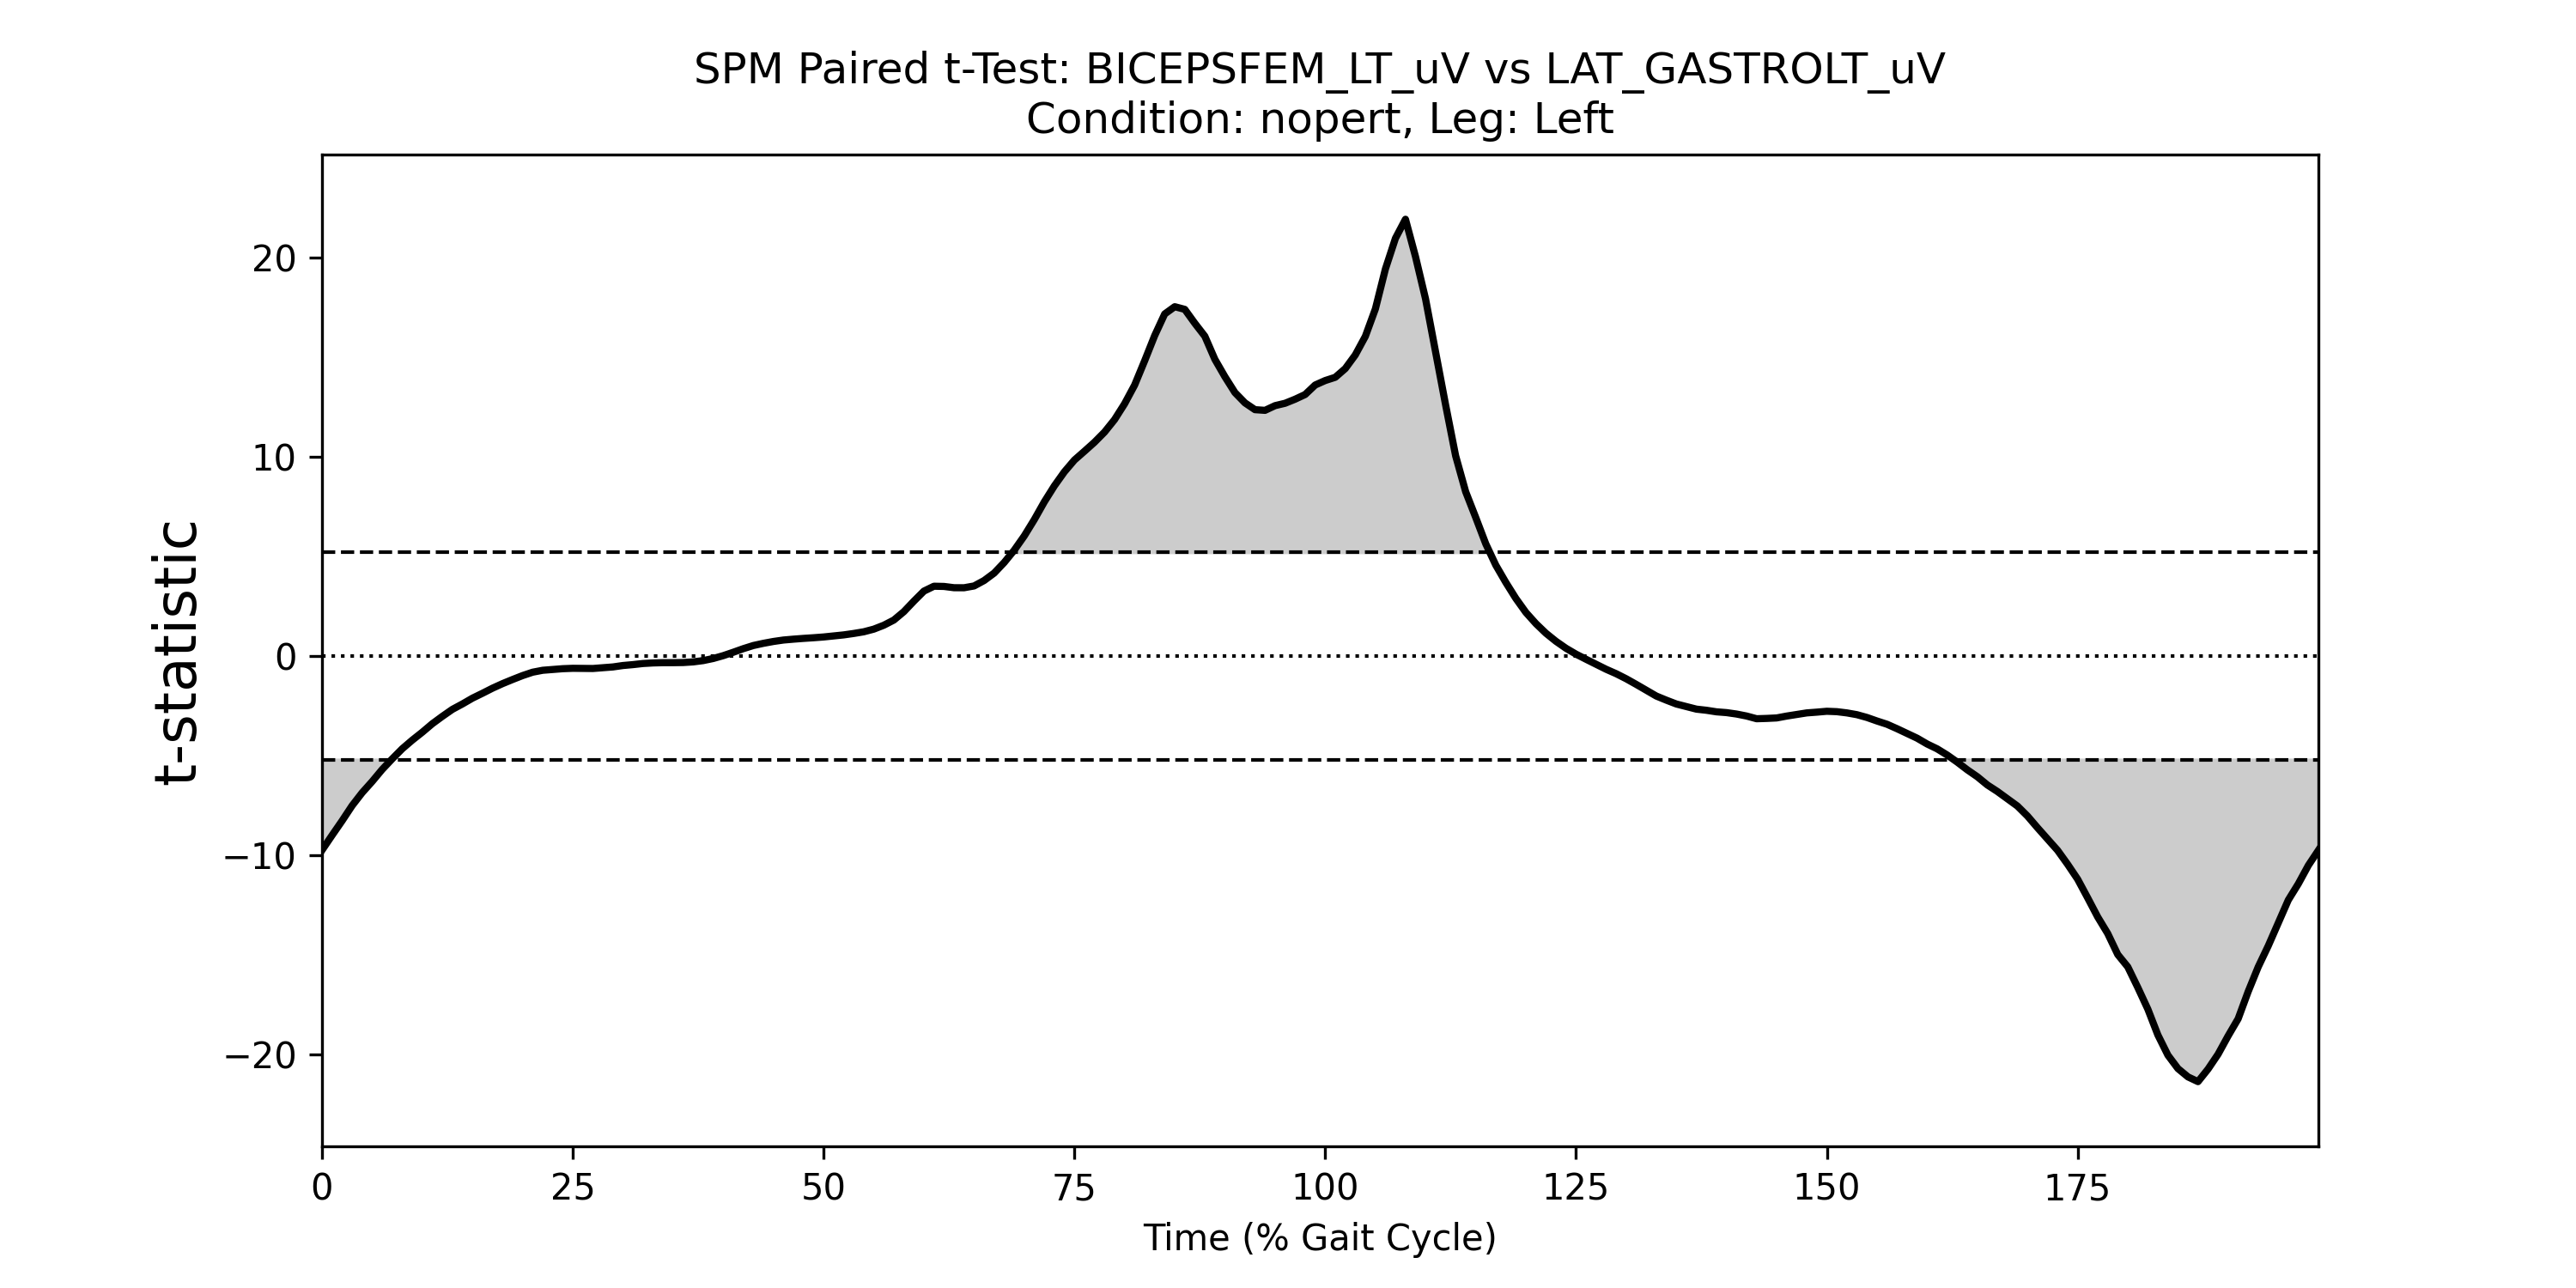 SPM Paired t-Test: BICEPSFEM_LT_uV vs LAT_GASTROLT_uV
Condition: nopert, Leg: Left
t-statistic
20
10
0
−10
−20
0 25 50 75 100 125 150 175
Time (% Gait Cycle)